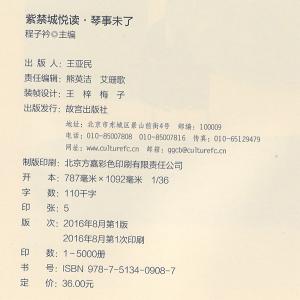 紫禁城悦读·琴事未了
程子衿◎主编
出 版 人：王亚民
责任编辑：熊英洁 艾珊歌
装帧设计：王 梓 梅 子
出版发行：故宫出版社
地址：北京市东城区景山前街4号 邮编：100009
电话：010-85007808 010-85007816 传真：010-65129479
网址：www.culturefc.cn 邮箱：ggcb@culturefc.cn
制版印刷：北京方嘉彩色印刷有限责任公司
开 本：787毫米×1092毫米 1/36
字 数：110千字
印 张：5
版 次：2016年8月第1版
2016年8月第1次印刷
印 数：1-5000册
书 号：ISBN 978-7-5134-0908-7
定 价：36.00元